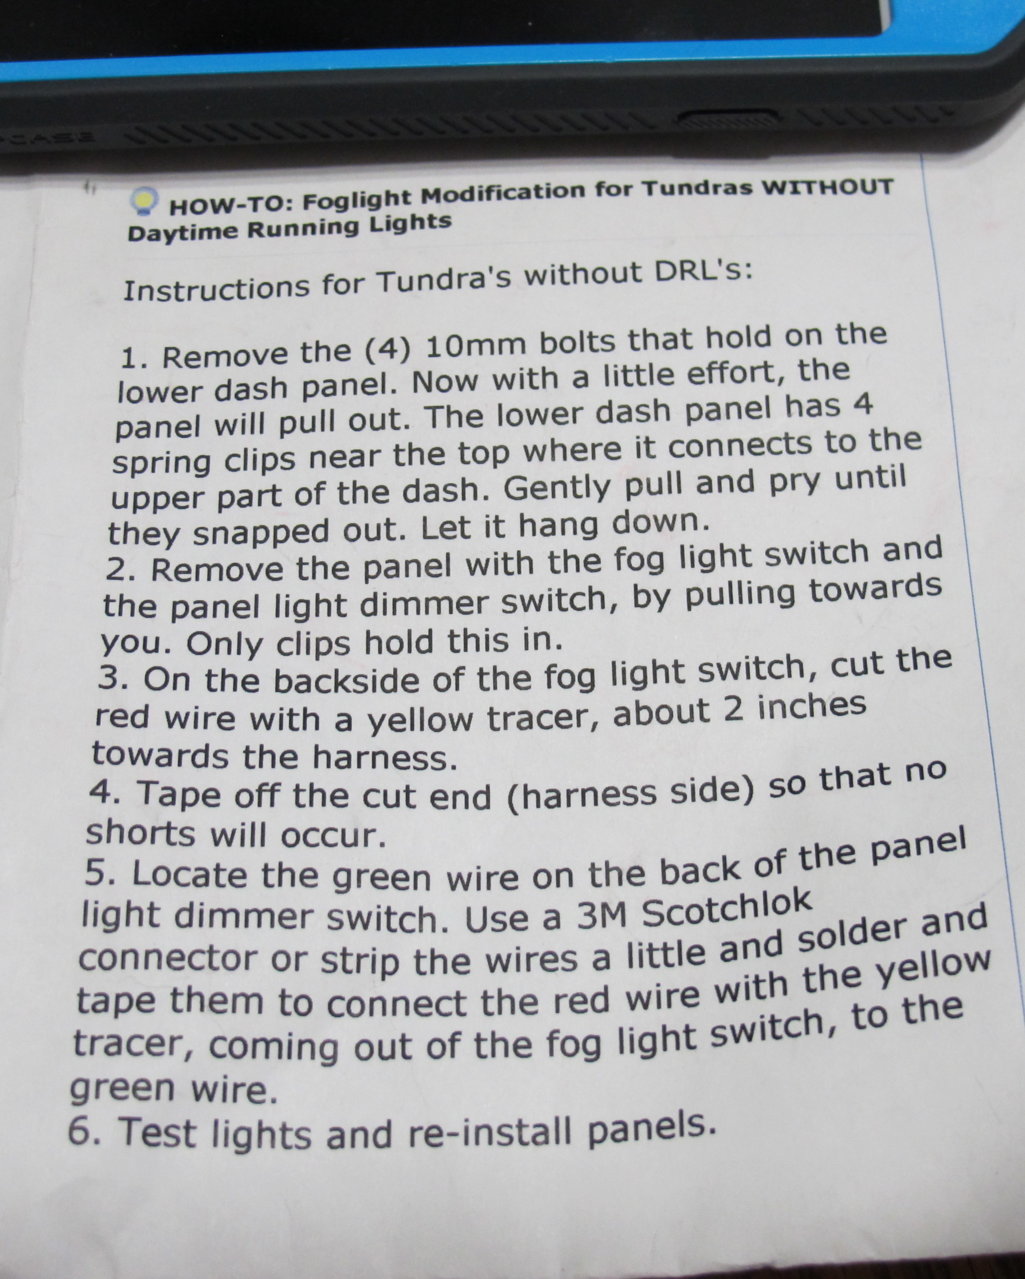 HOW-TO: Foglight Modification for Tundras WITHOUT
Daytime Running Lights
Instructions for Tundra's without DRL's:
1. Remove the (4) 10mm bolts that hold on the
lower dash panel. Now with a little effort, the
panel will pull out. The lower dash panel has 4
spring clips near the top where it connects to the
upper part of the dash. Gently pull and pry until
they snapped out. Let it hang down.
2. Remove the panel with the fog light switch and
the panel light dimmer switch, by pulling towards
you. Only clips hold this in.
3. On the backside of the fog light switch, cut the
red wire with a yellow tracer, about 2 inches
towards the harness.
4. Tape off the cut end (harness side) so that no
shorts will occur.
5. Locate the green wire on the back of the panel
light dimmer switch. Use a 3M Scotchlok
connector or strip the wires a little and solder and
tape them to connect the red wire with the yellow
tracer, coming out of the fog light switch, to the
green wire.
6. Test lights and re-install panels.